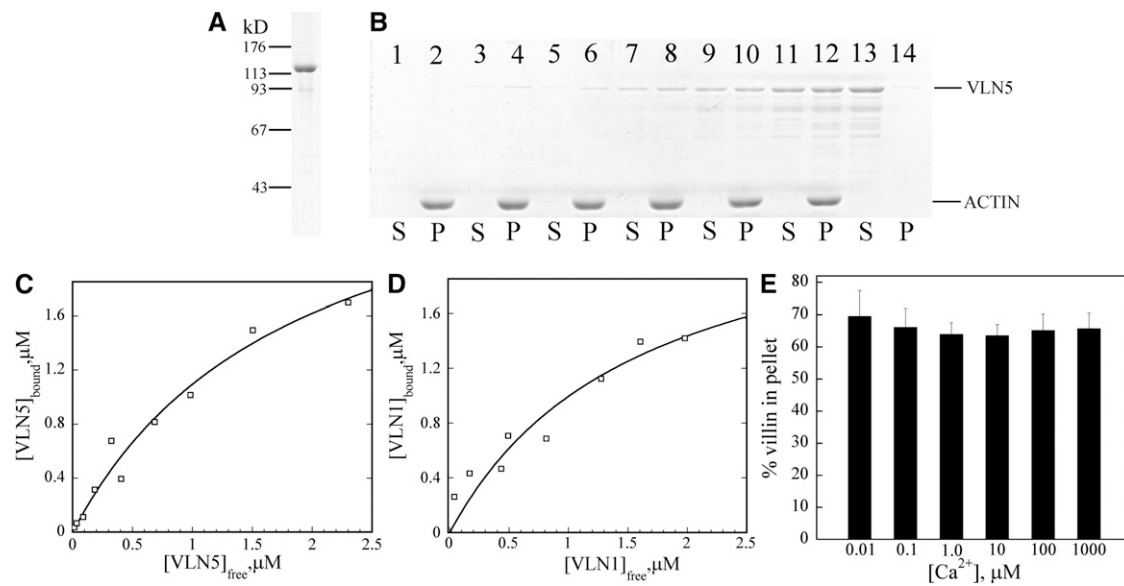 A
kD
176
113
93
67
43
B
1 2 3 4 5 6 7 8 9 10 11 12 13 14
VLN5
ACTIN
S P S P S P S P S P S P S P
C
[VLN5]bound,μM
1.6
1.2
0.8
0.4
0
0 0.5 1 1.5 2 2.5
[VLN5]free,μM
D
[VLN1]bound,μM
1.6
1.2
0.8
0.4
0
0 0.5 1 1.5 2 2.5
[VLN1]free,μM
E
% villin in pellet
80
70
60
50
40
30
20
10
0
0.01 0.1 1.0 10 100 1000
[Ca2+], μM